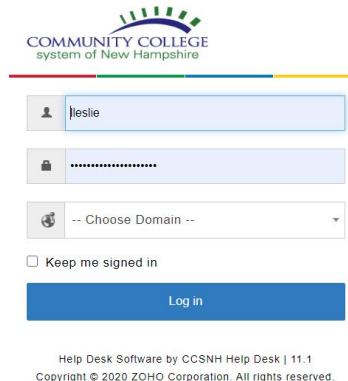 COMMUNITY COLLEGE
system of New Hampshire
lleslie
••••••••••••••••••••
-- Choose Domain --
Keep me signed in
Log in
Help Desk Software by CCSNH Help Desk | 11.1
Copyright © 2020 ZOHO Corporation. All rights reserved.